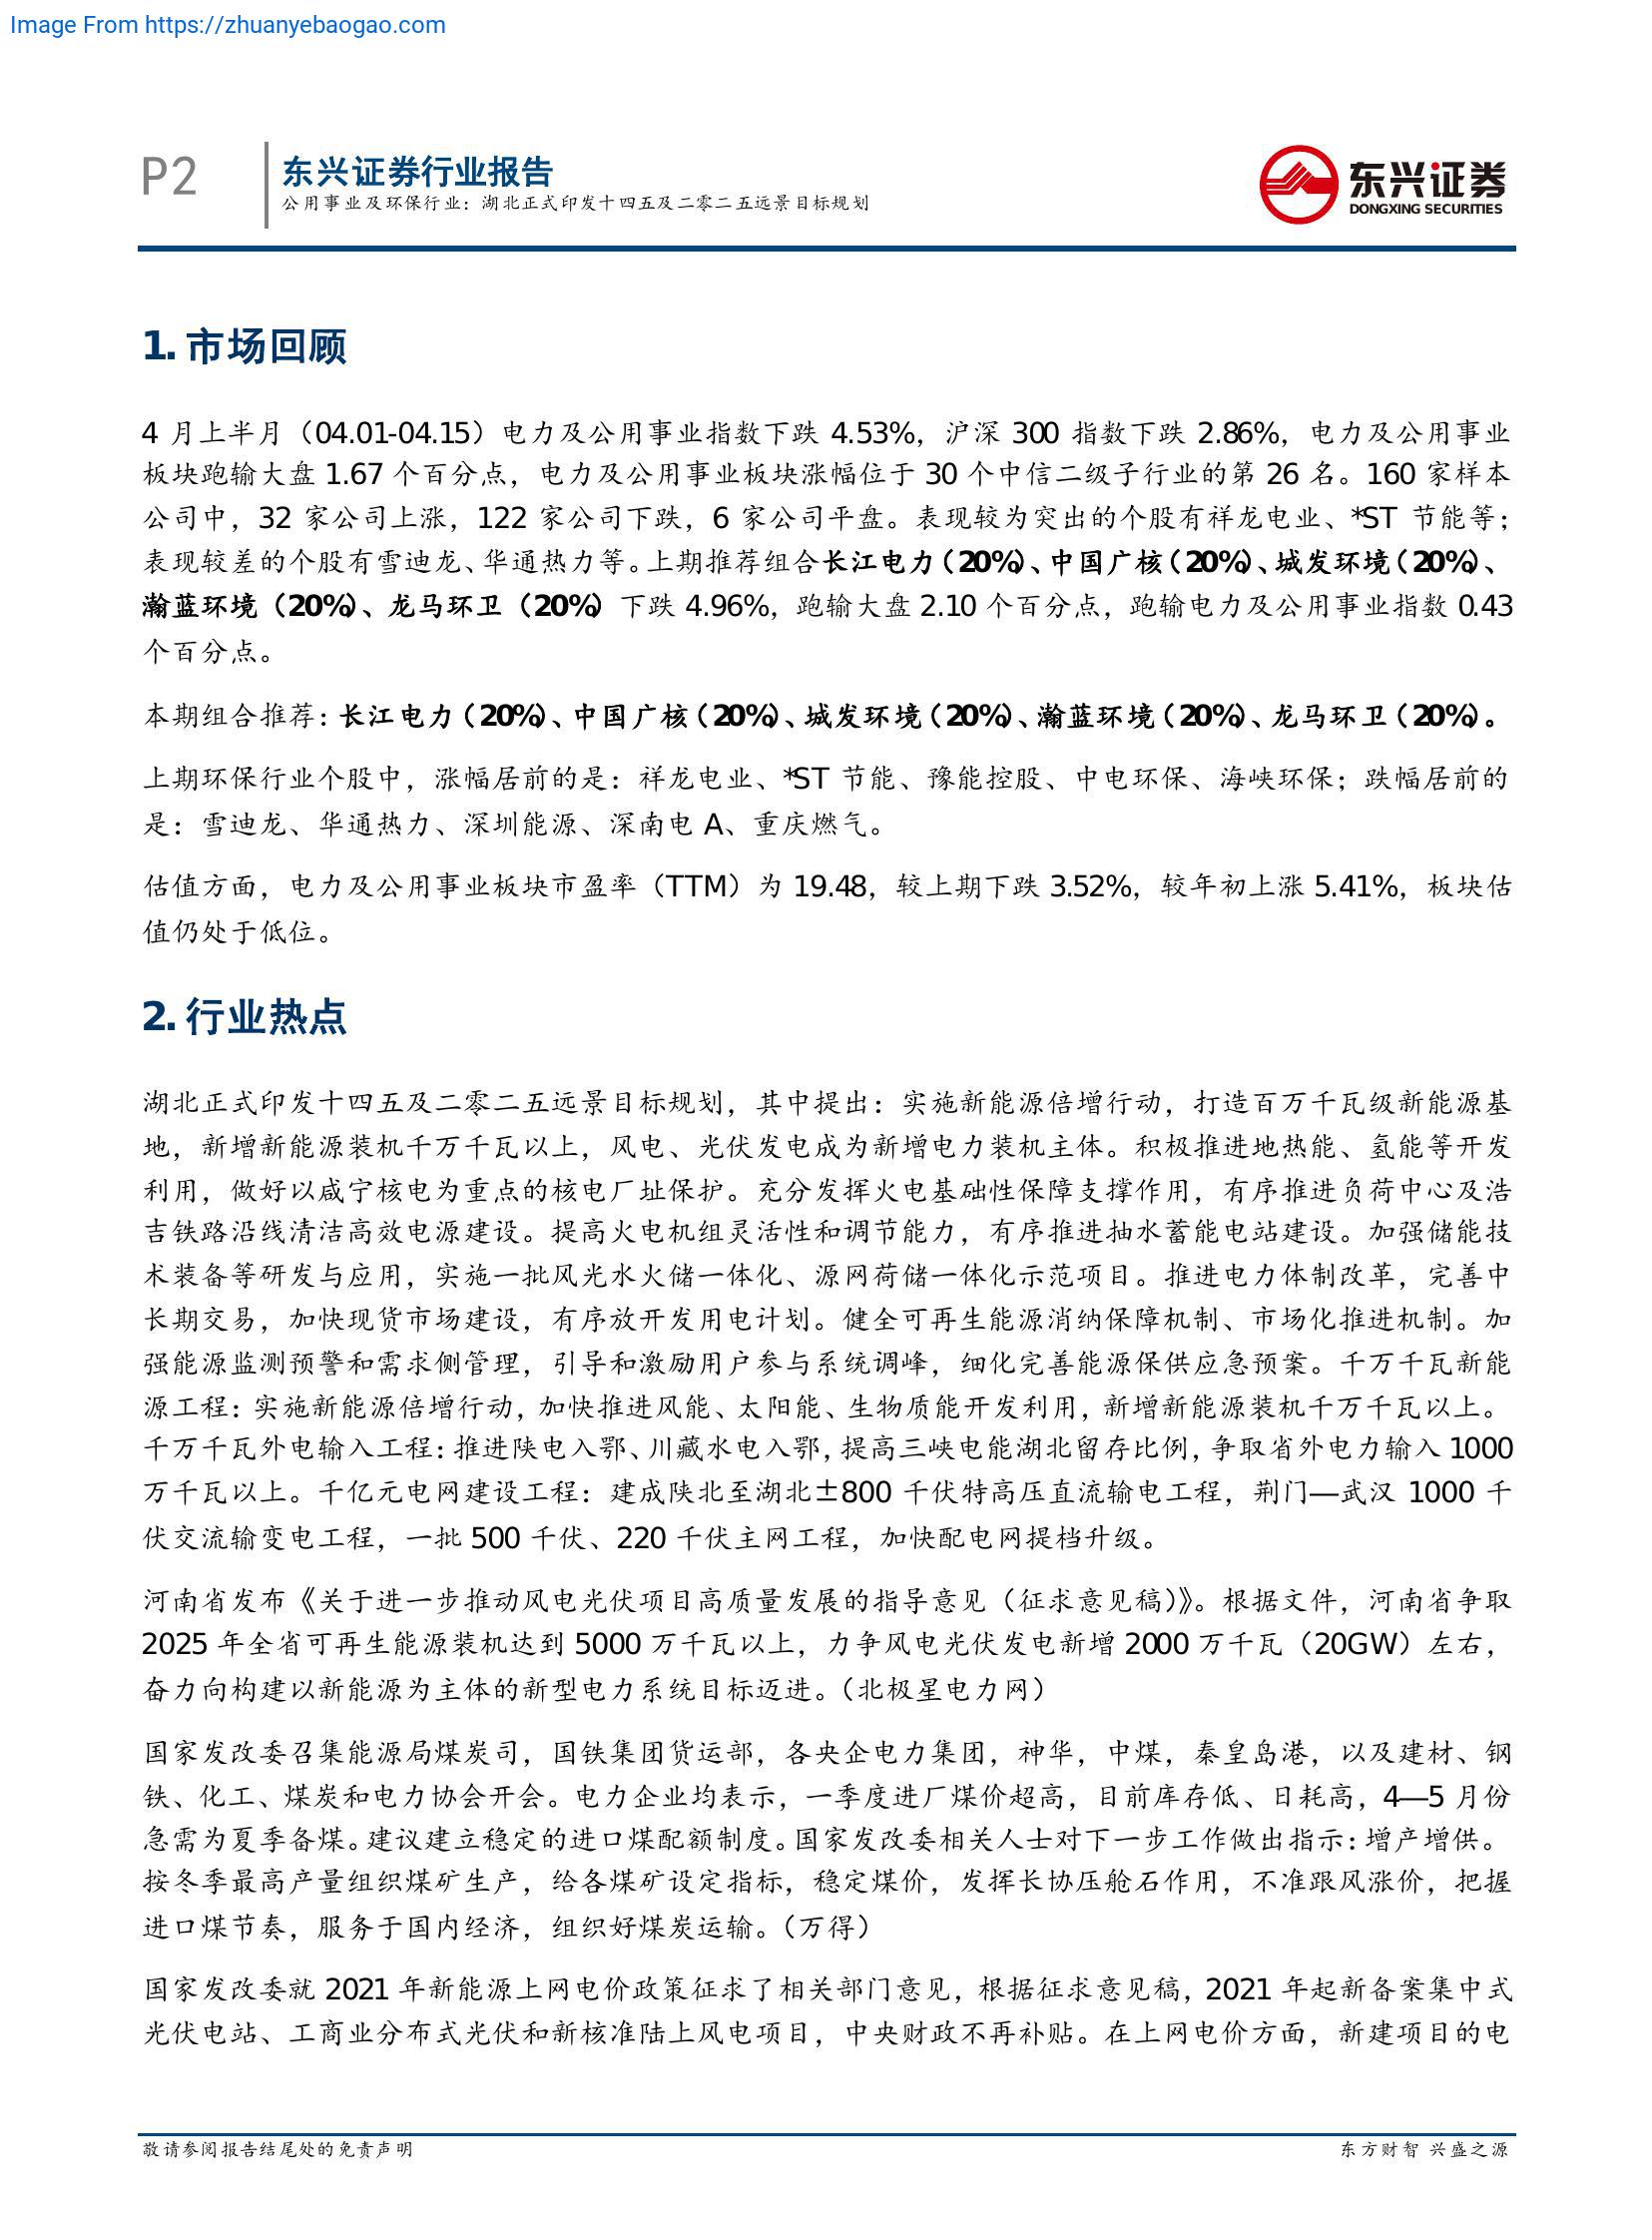 Image From https://zhuanyebaogao.com
P2
东兴证券行业报告
公用事业及环保行业：湖北正式印发十四五及二零二五远景目标规划
东兴证券
DONGXING SECURITIES
1. 市场回顾
4 月上半月（04.01-04.15）电力及公用事业指数下跌 4.53%，沪深 300 指数下跌 2.86%，电力及公用事业
板块跑输大盘 1.67 个百分点，电力及公用事业板块涨幅位于 30 个中信二级子行业的第 26 名。160 家样本
公司中，32 家公司上涨，122 家公司下跌，6 家公司平盘。表现较为突出的个股有祥龙电业、*ST 节能等；
表现较差的个股有雪迪龙、华通热力等。上期推荐组合长江电力（20%）、中国广核（20%）、城发环境（20%）、
瀚蓝环境（20%）、龙马环卫（20%）下跌 4.96%，跑输大盘 2.10 个百分点，跑输电力及公用事业指数 0.43
个百分点。
本期组合推荐：长江电力（20%）、中国广核（20%）、城发环境（20%）、瀚蓝环境（20%）、龙马环卫（20%）。
上期环保行业个股中，涨幅居前的是：祥龙电业、*ST 节能、豫能控股、中电环保、海峡环保；跌幅居前的
是：雪迪龙、华通热力、深圳能源、深南电 A、重庆燃气。
估值方面，电力及公用事业板块市盈率（TTM）为 19.48，较上期下跌 3.52%，较年初上涨 5.41%，板块估
值仍处于低位。
2. 行业热点
湖北正式印发十四五及二零二五远景目标规划，其中提出：实施新能源倍增行动，打造百万千瓦级新能源基
地，新增新能源装机千万千瓦以上，风电、光伏发电成为新增电力装机主体。积极推进地热能、氢能等开发
利用，做好以咸宁核电为重点的核电厂址保护。充分发挥火电基础性保障支撑作用，有序推进负荷中心及浩
吉铁路沿线清洁高效电源建设。提高火电机组灵活性和调节能力，有序推进抽水蓄能电站建设。加强储能技
术装备等研发与应用，实施一批风光水火储一体化、源网荷储一体化示范项目。推进电力体制改革，完善中
长期交易，加快现货市场建设，有序放开发用电计划。健全可再生能源消纳保障机制、市场化推进机制。加
强能源监测预警和需求侧管理，引导和激励用户参与系统调峰，细化完善能源保供应急预案。千万千瓦新能
源工程：实施新能源倍增行动，加快推进风能、太阳能、生物质能开发利用，新增新能源装机千万千瓦以上。
千万千瓦外电输入工程：推进陕电入鄂、川藏水电入鄂，提高三峡电能湖北留存比例，争取省外电力输入 1000
万千瓦以上。千亿元电网建设工程：建成陕北至湖北±800 千伏特高压直流输电工程，荆门—武汉 1000 千
伏交流输变电工程，一批 500 千伏、220 千伏主网工程，加快配电网提档升级。
河南省发布《关于进一步推动风电光伏项目高质量发展的指导意见（征求意见稿）》。根据文件，河南省争取
2025 年全省可再生能源装机达到 5000 万千瓦以上，力争风电光伏发电新增 2000 万千瓦（20GW）左右，
奋力向构建以新能源为主体的新型电力系统目标迈进。（北极星电力网）
国家发改委召集能源局煤炭司，国铁集团货运部，各央企电力集团，神华，中煤，秦皇岛港，以及建材、钢
铁、化工、煤炭和电力协会开会。电力企业均表示，一季度进厂煤价超高，目前库存低、日耗高，4—5 月份
急需为夏季备煤。建议建立稳定的进口煤配额制度。国家发改委相关人士对下一步工作做出指示：增产增供。
按冬季最高产量组织煤矿生产，给各煤矿设定指标，稳定煤价，发挥长协压舱石作用，不准跟风涨价，把握
进口煤节奏，服务于国内经济，组织好煤炭运输。（万得）
国家发改委就 2021 年新能源上网电价政策征求了相关部门意见，根据征求意见稿，2021 年起新备案集中式
光伏电站、工商业分布式光伏和新核准陆上风电项目，中央财政不再补贴。在上网电价方面，新建项目的电
敬请参阅报告结尾处的免责声明
东方财智 兴盛之源